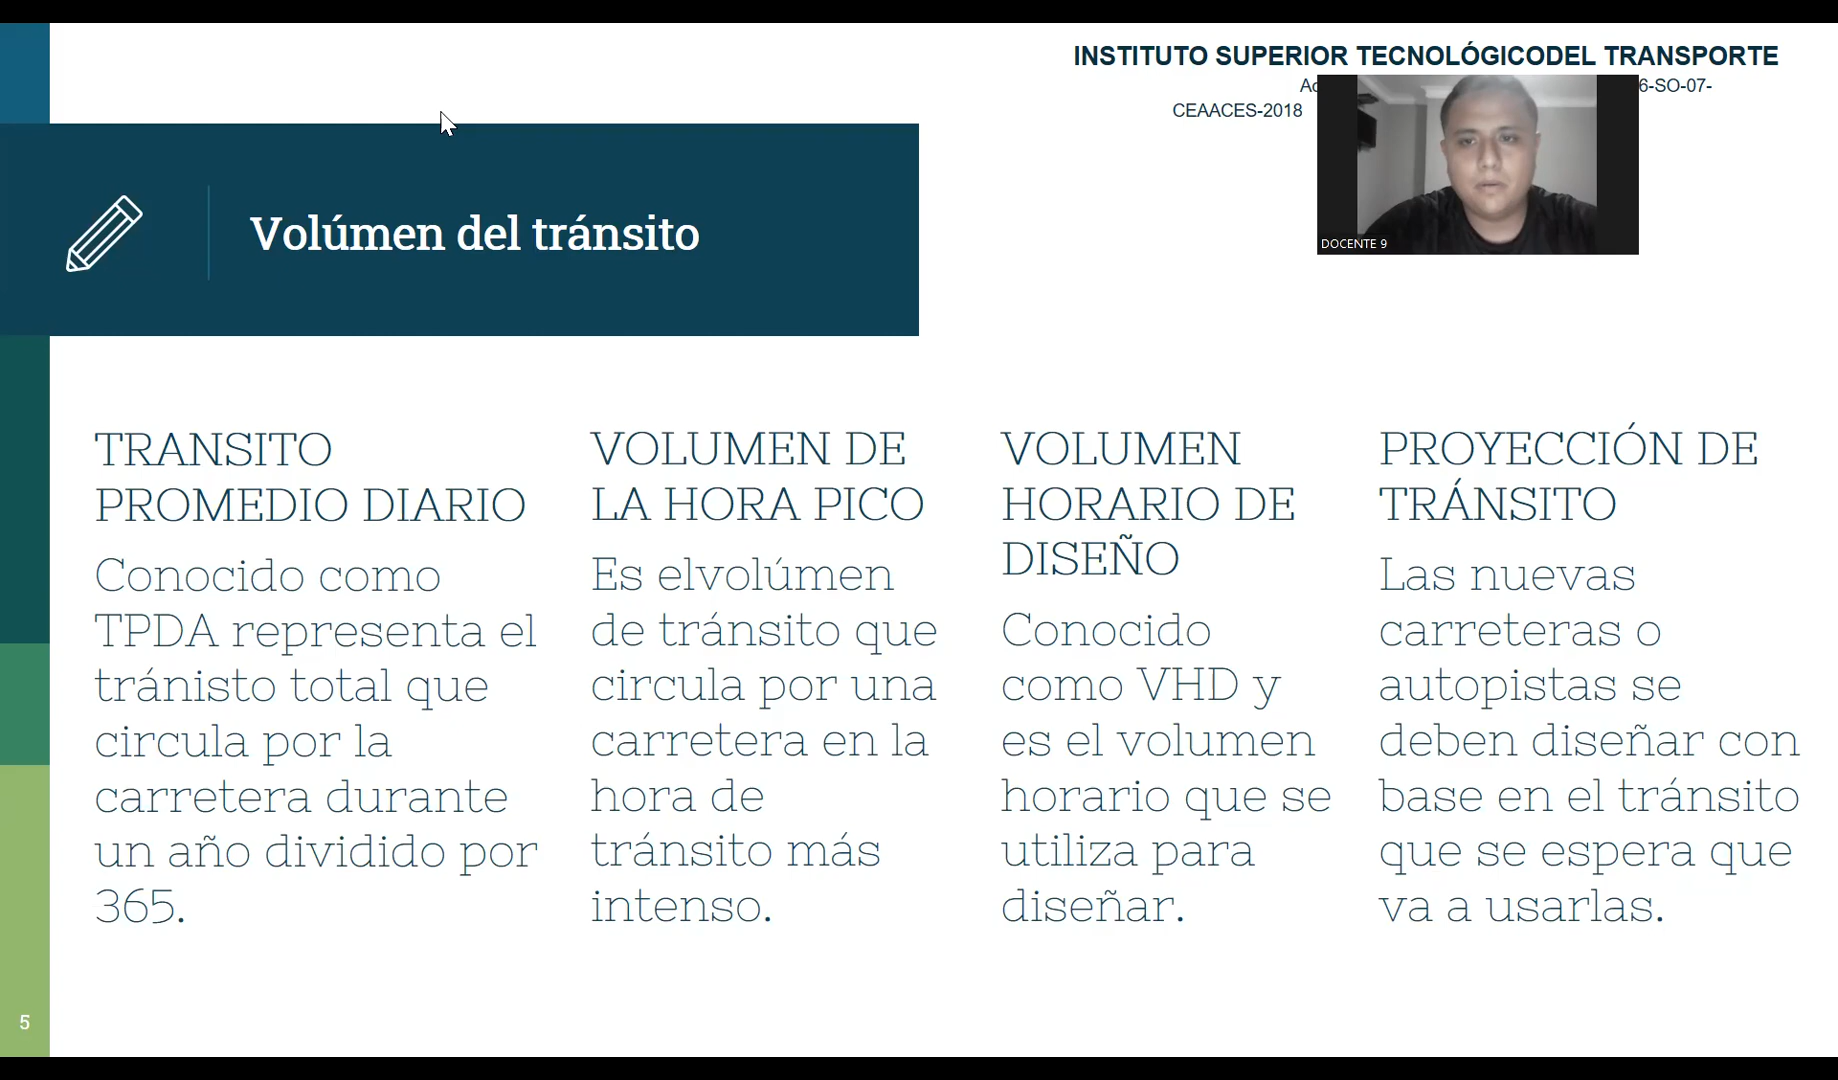 INSTITUTO SUPERIOR TECNOLÓGICODEL TRANSPORTE
6-SO-07-
CEAACES-2018
DOCENTE 9
Volúmen del tránsito
TRANSITO
PROMEDIO DIARIO
Conocido como
TPDA representa el
tránisto total que
circula por la
carretera durante
un año dividido por
365.
VOLUMEN DE
LA HORA PICO
Es elvolúmen
de tránsito que
circula por una
carretera en la
hora de
tránsito más
intenso.
VOLUMEN
HORARIO DE
DISEÑO
Conocido
como VHD y
es el volumen
horario que se
utiliza para
diseñar.
PROYECCIÓN DE
TRÁNSITO
Las nuevas
carreteras o
autopistas se
deben diseñar con
base en el tránsito
que se espera que
va a usarlas.
5